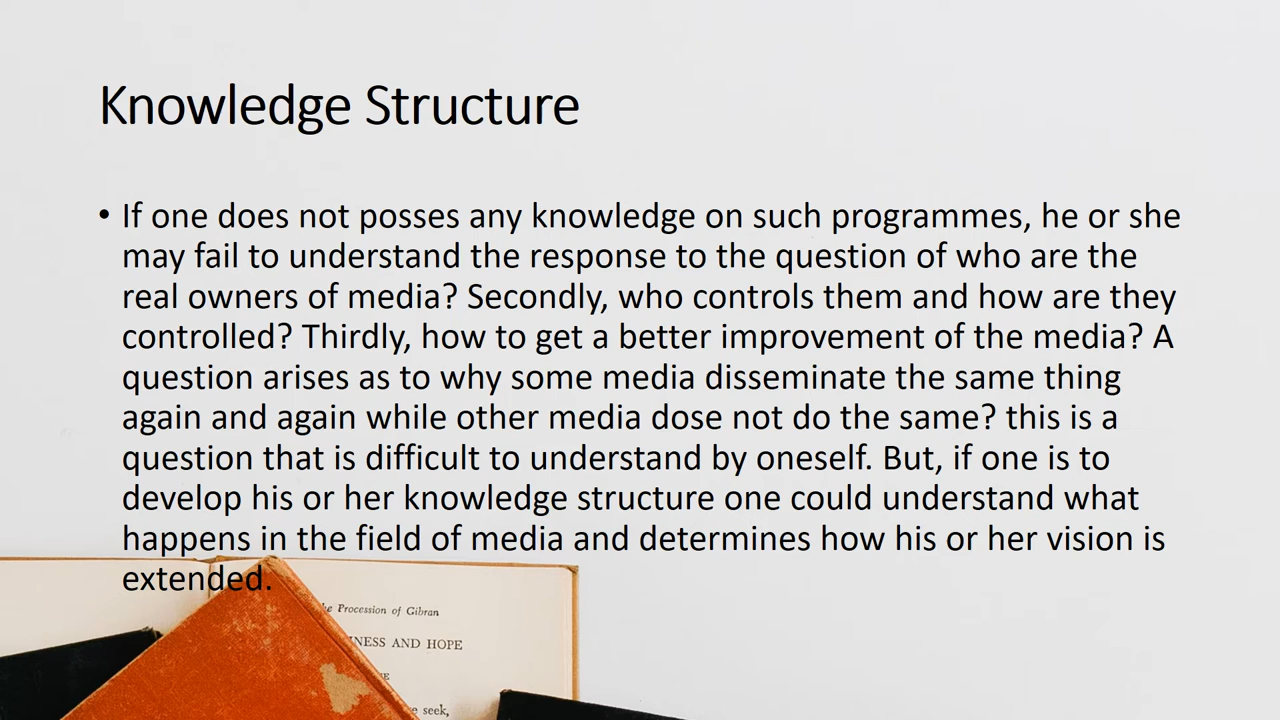 Knowledge Structure
• If one does not posses any knowledge on such programmes, he or she
may fail to understand the response to the question of who are the
real owners of media? Secondly, who controls them and how are they
controlled? Thirdly, how to get a better improvement of the media? A
question arises as to why some media disseminate the same thing
again and again while other media dose not do the same? this is a
question that is difficult to understand by oneself. But, if one is to
develop his or her knowledge structure one could understand what
happens in the field of media and determines how his or her vision is
extended.
Procession of Gibran
AND HOPE
seek,